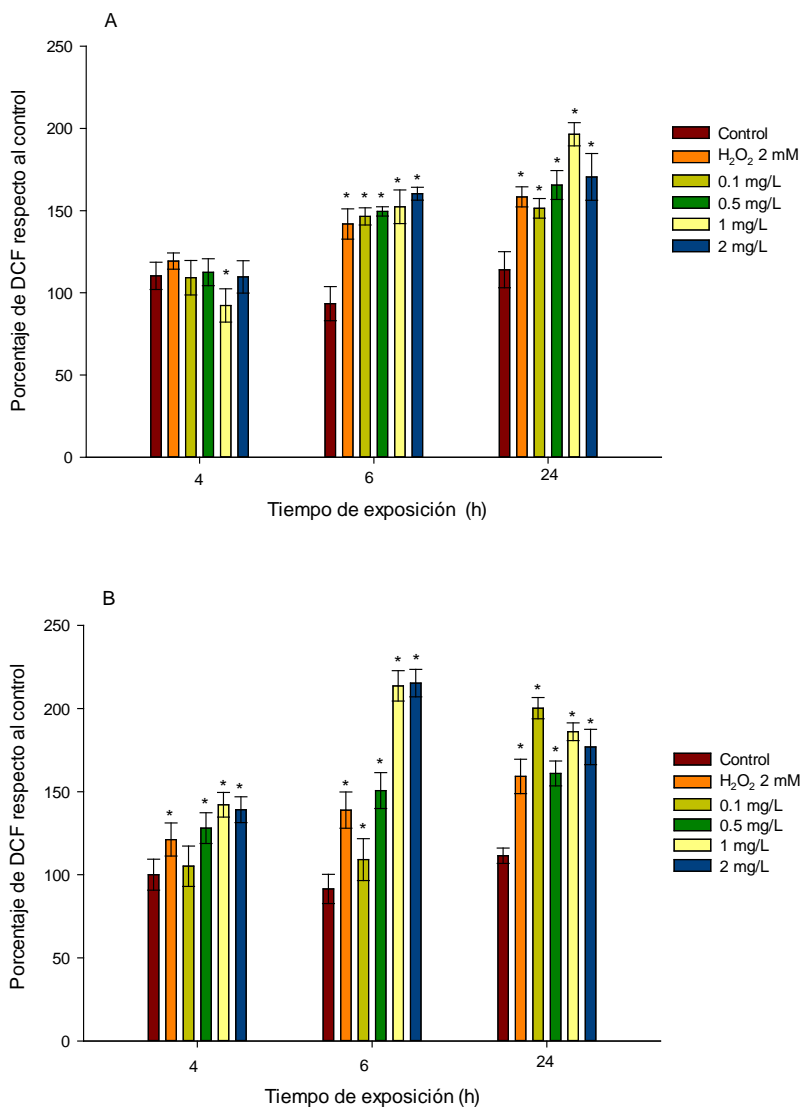 A
Porcentaje de DCF respecto al control
250
200
150
100
50
0
* * * * * * * * * * *
4 6 24
Tiempo de exposición (h)
Control
H₂O₂ 2 mM
0.1 mg/L
0.5 mg/L
1 mg/L
2 mg/L
B
Porcentaje de DCF respecto al control
250
200
150
100
50
0
* * * * * * * * * * * * * *
4 6 24
Tiempo de exposición (h)
Control
H₂O₂ 2 mM
0.1 mg/L
0.5 mg/L
1 mg/L
2 mg/L